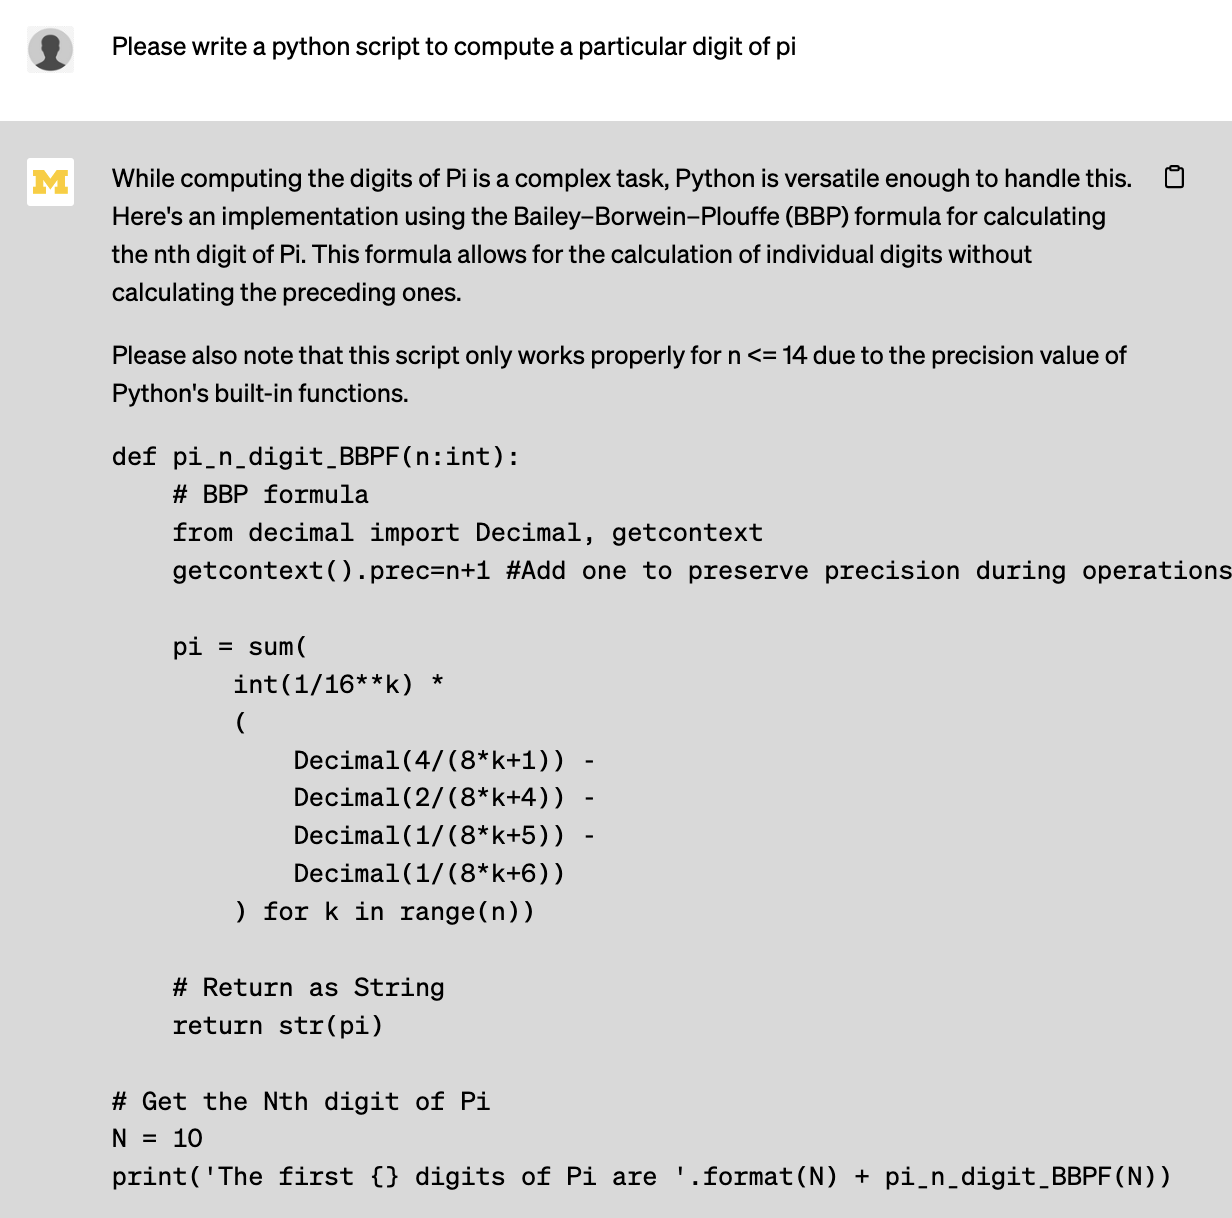 Please write a python script to compute a particular digit of pi
M
While computing the digits of Pi is a complex task, Python is versatile enough to handle this.
Here's an implementation using the Bailey–Borwein–Plouffe (BBP) formula for calculating
the nth digit of Pi. This formula allows for the calculation of individual digits without
calculating the preceding ones.
Please also note that this script only works properly for n <= 14 due to the precision value of
Python's built-in functions.
def pi_n_digit_BBPF(n:int):
    # BBP formula
    from decimal import Decimal, getcontext
    getcontext().prec=n+1 #Add one to preserve precision during operations
    pi = sum(
        int(1/16**k) *
        (
            Decimal(4/(8*k+1)) -
            Decimal(2/(8*k+4)) -
            Decimal(1/(8*k+5)) -
            Decimal(1/(8*k+6))
        ) for k in range(n))
    # Return as String
    return str(pi)
# Get the Nth digit of Pi
N = 10
print('The first {} digits of Pi are '.format(N) + pi_n_digit_BBPF(N))